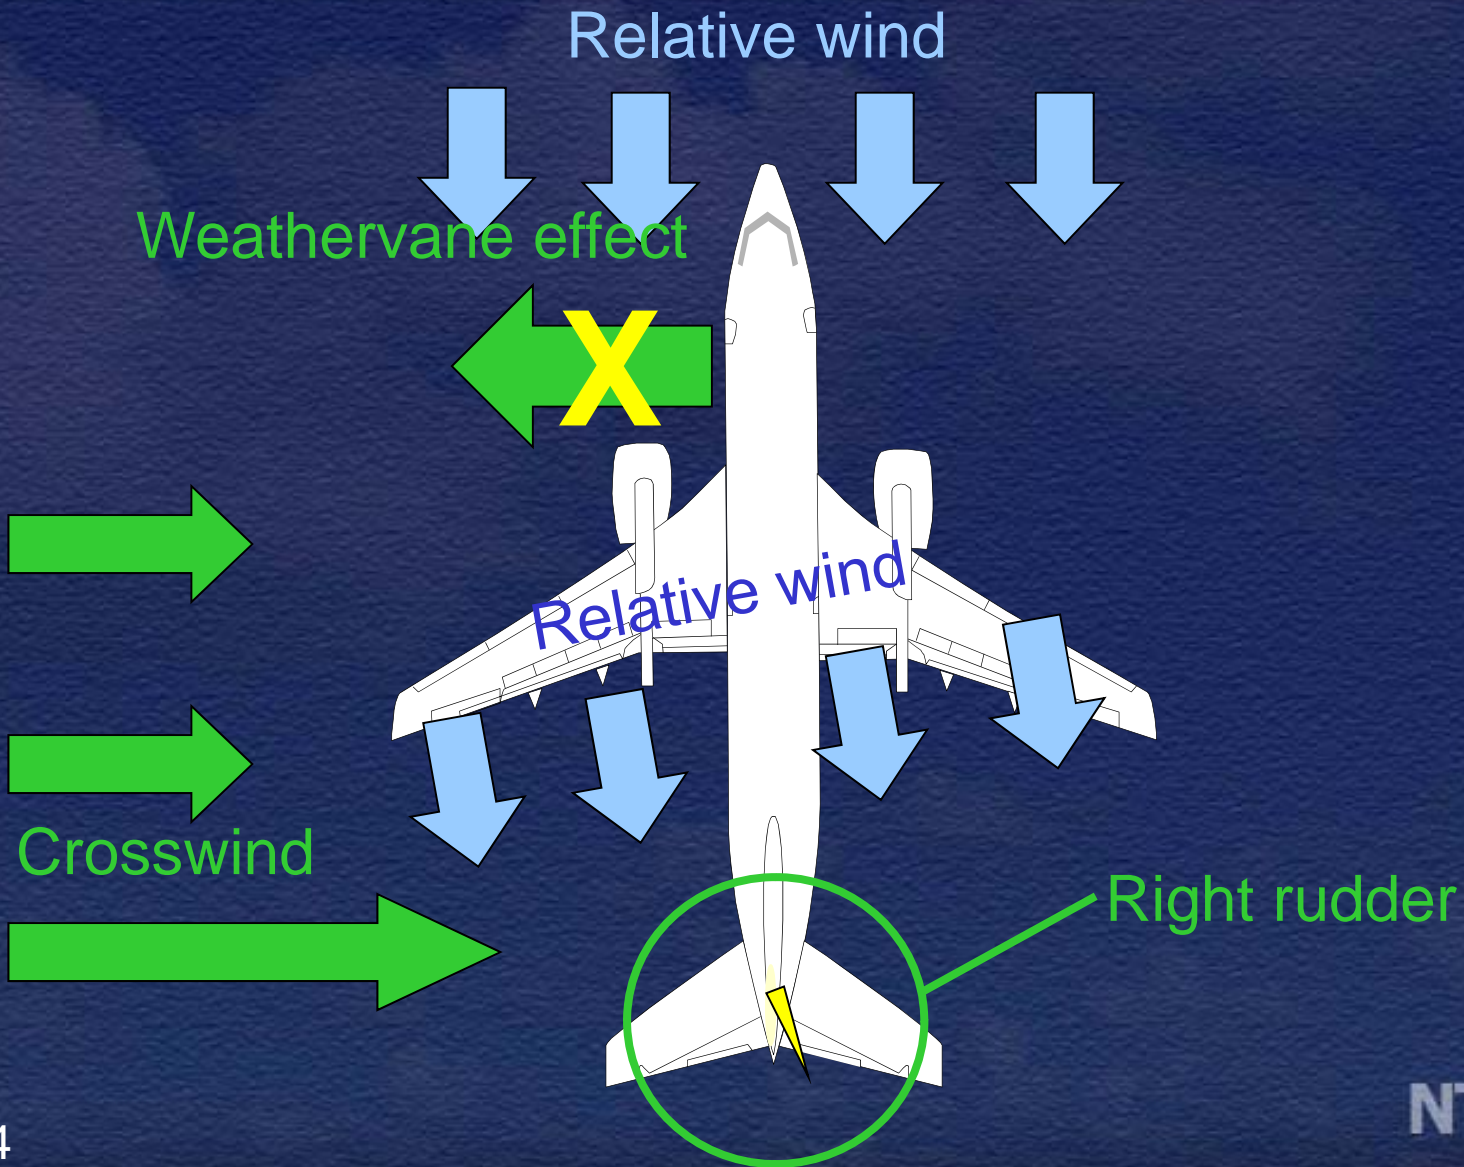 Relative wind
Weathervane effect
X
Relative wind
Crosswind
Right rudder